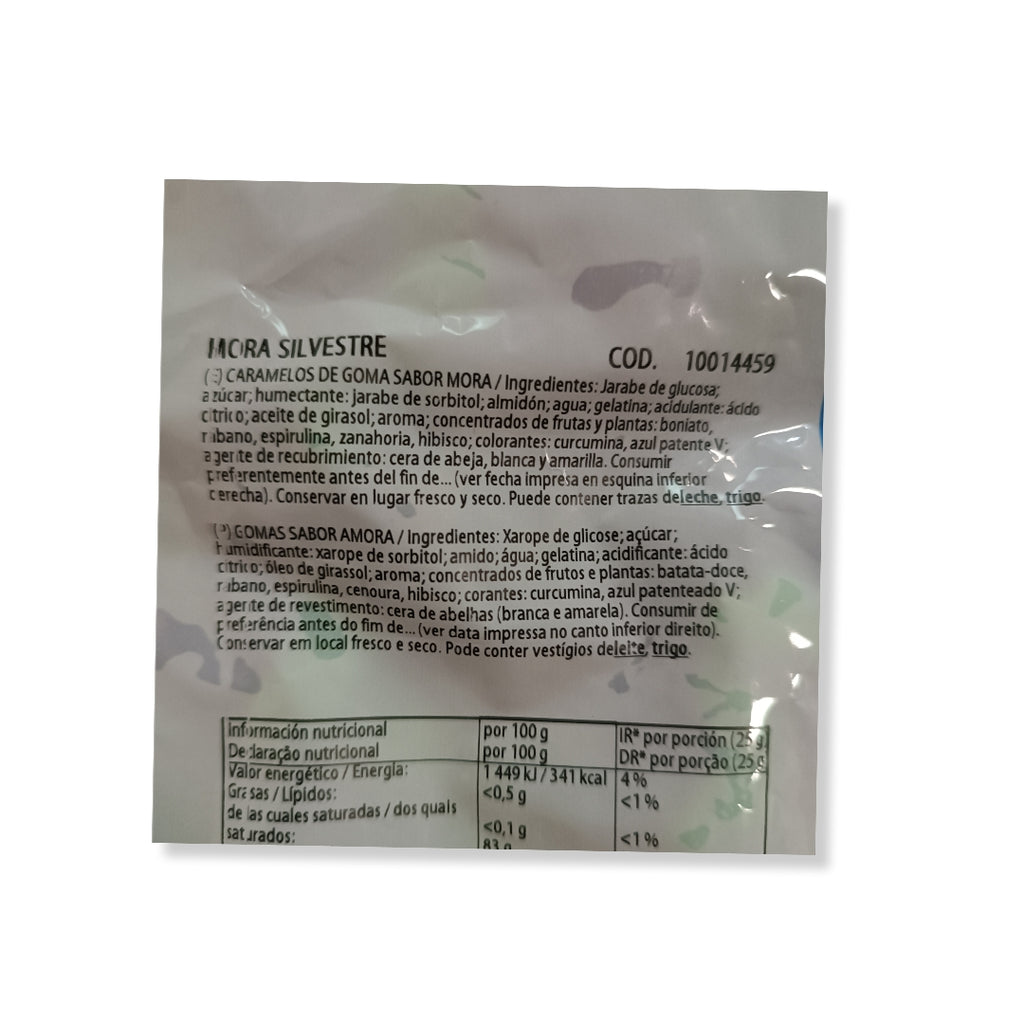 MORA SILVESTRE COD. 10014459
(E) CARAMELOS DE GOMA SABOR MORA / Ingredientes: Jarabe de glucosa;
azúcar; humectante: jarabe de sorbitol; almidón; agua; gelatina; acidulante: ácido
cítrico; aceite de girasol; aroma; concentrados de frutas y plantas: boniato,
rábano, espirulina, zanahoria, hibisco; colorantes: curcumina, azul patente V;
agente de recubrimiento: cera de abeja, blanca y amarilla. Consumir
preferentemente antes del fin de... (ver fecha impresa en esquina inferior
derecha). Conservar en lugar fresco y seco. Puede contener trazas de leche, trigo.
(P) GOMAS SABOR AMORA / Ingredientes: Xarope de glicose; açúcar;
humidificante: xarope de sorbitol; amido; água; gelatina; acidificante: ácido
cítrico; óleo de girassol; aroma; concentrados de frutos e plantas: batata-doce,
rábano, espirulina, cenoura, hibisco; corantes: curcumina, azul patenteado V;
agente de revestimento: cera de abelhas (branca e amarela). Consumir de
preferência antes do fim de... (ver data impressa no canto inferior direito).
Conservar em local fresco e seco. Pode conter vestígios de leite, trigo.
Información nutricional por 100 g IR* por porción (25 g)
Declaração nutricional por 100 g DR* por porção (25 g
Valor energético / Energia: 1 449 kJ / 341 kcal 4 %
Grasas / Lípidos: <0,5 g <1 %
de las cuales saturadas / dos quais
saturados: <0,1 g <1 %
83 g